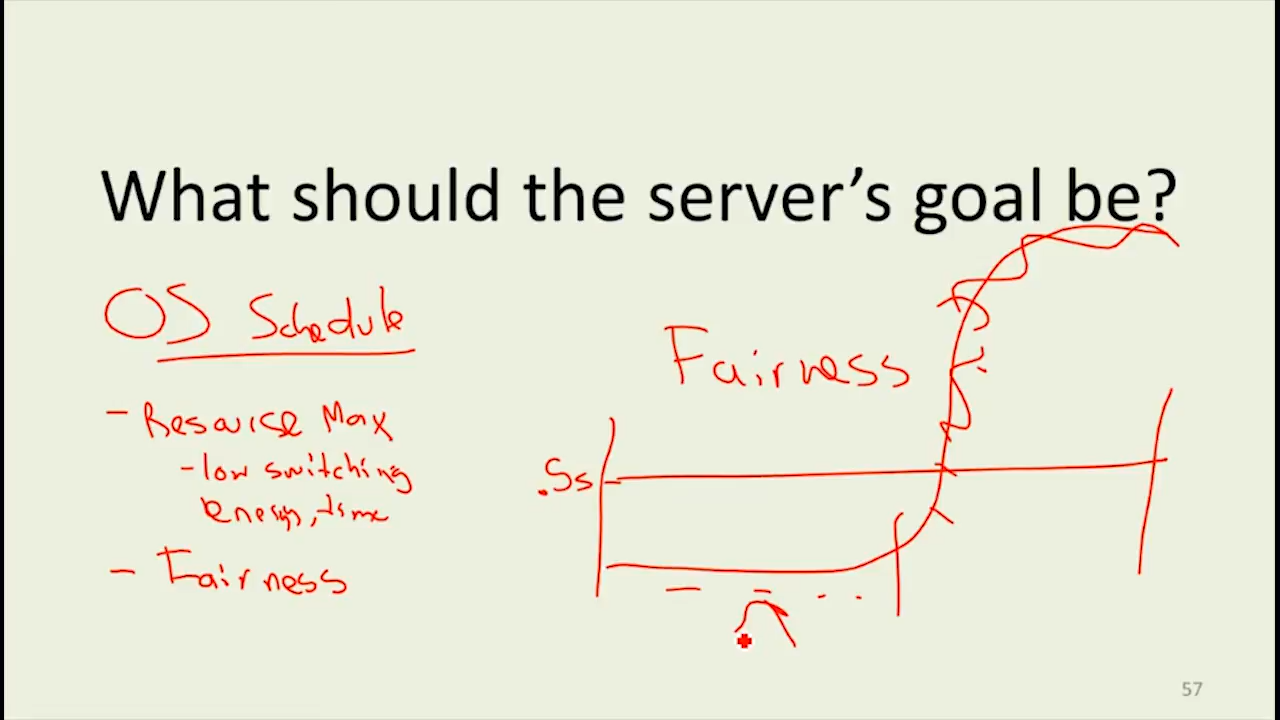 What should the server's goal be?
OS Schedule
Fairness
- Resource Max
- low switching
energy, time
.5s
- Fairness
57